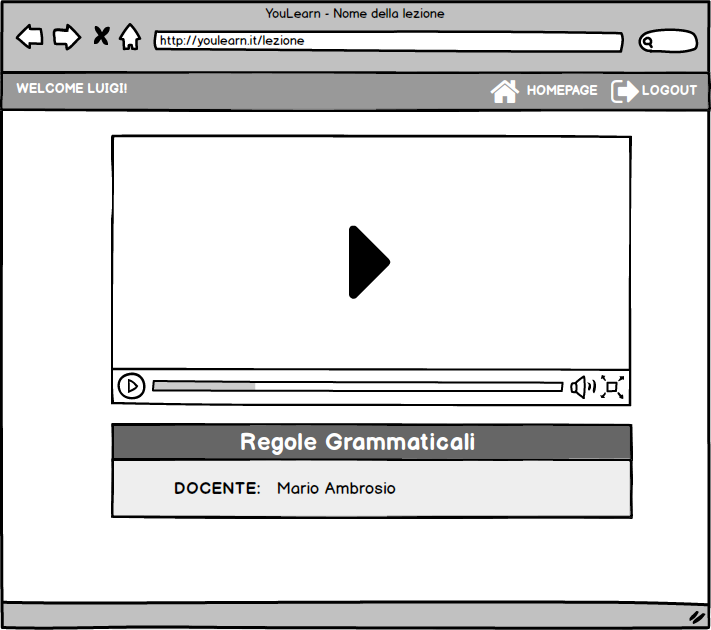 YouLearn - Nome della lezione
http://youlearn.it/lezione
WELCOME LUIGI! HOMEPAGE LOGOUT
Regole Grammaticali
DOCENTE: Mario Ambrosio